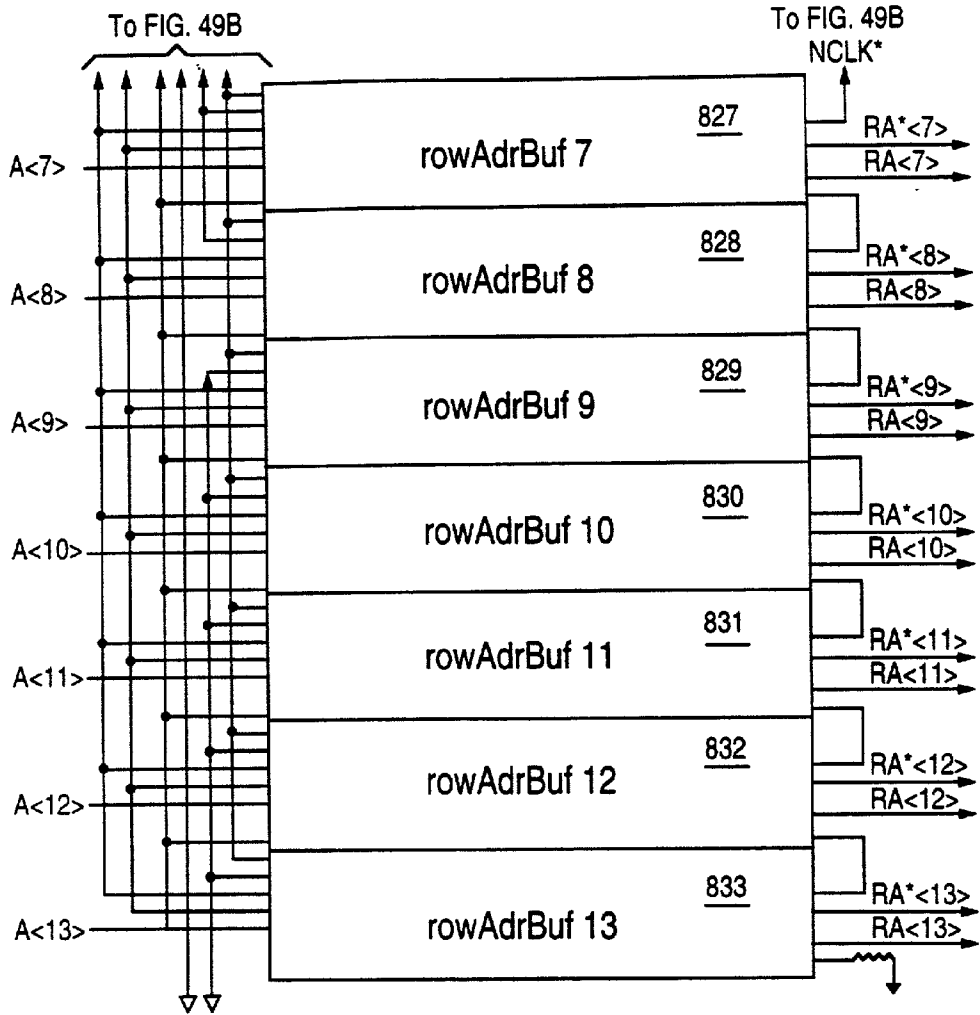 To FIG. 49B
To FIG. 49B
NCLK*
827
RA*<7>
rowAdrBuf 7
A<7>
RA<7>
828
RA*<8>
rowAdrBuf 8
A<8>
RA<8>
829
RA*<9>
rowAdrBuf 9
A<9>
RA<9>
830
RA*<10>
rowAdrBuf 10
A<10>
RA<10>
831
RA*<11>
rowAdrBuf 11
A<11>
RA<11>
832
RA*<12>
rowAdrBuf 12
A<12>
RA<12>
833
RA*<13>
rowAdrBuf 13
A<13>
RA<13>